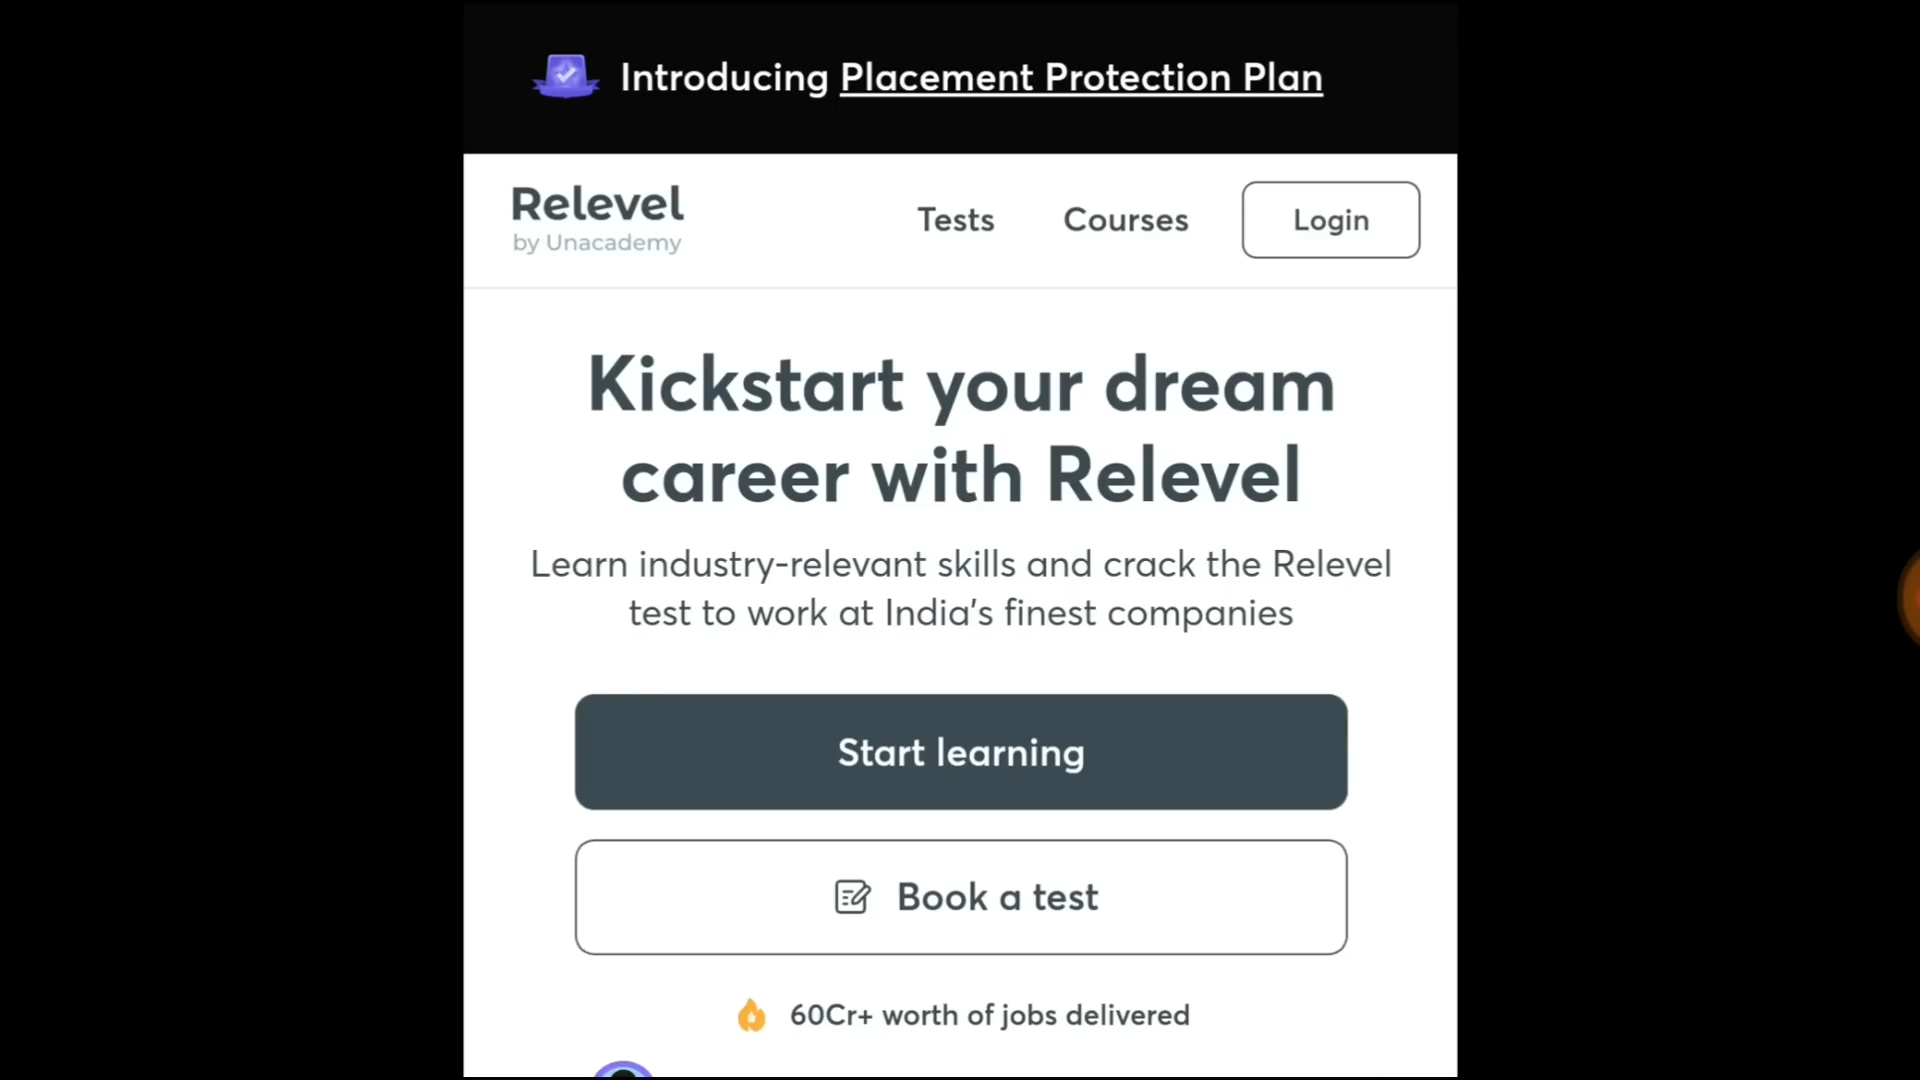 Introducing Placement Protection Plan
Relevel
by Unacademy
Tests
Courses
Login
Kickstart your dream
career with Relevel
Learn industry-relevant skills and crack the Relevel
test to work at India's finest companies
Start learning
Book a test
60Cr+ worth of jobs delivered